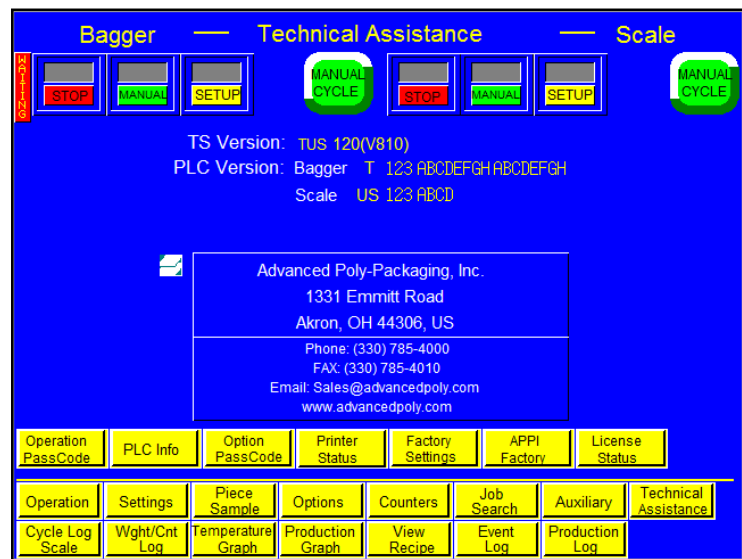 Bagger — Technical Assistance — Scale
WAITING
STOP MANUAL SETUP MANUAL CYCLE STOP MANUAL SETUP MANUAL CYCLE
TS Version: TUS 120(V810)
PLC Version: Bagger T 123 ABCDEFGH ABCDEFGH
Scale US 123 ABCD
Advanced Poly-Packaging, Inc.
1331 Emmitt Road
Akron, OH 44306, US
Phone: (330) 785-4000
FAX: (330) 785-4010
Email: Sales@advancedpoly.com
www.advancedpoly.com
Operation PassCode PLC Info Option PassCode Printer Status Factory Settings APPI Factory License Status
Operation Settings Piece Sample Options Counters Job Search Auxiliary Technical Assistance
Cycle Log Scale Wght/Cnt Log Temperature Graph Production Graph View Recipe Event Log Production Log